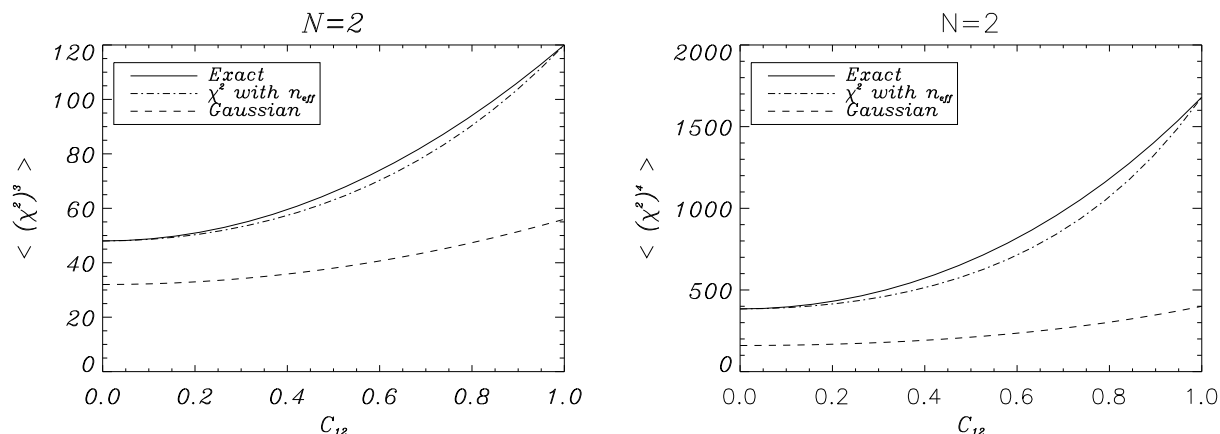 N=2
120
100
80
60
40
20
0
Exact
χ² with n_eff
Gaussian
< (χ²)³ >
0.0 0.2 0.4 0.6 0.8 1.0
C₁₂
N=2
2000
1500
1000
500
0
Exact
χ² with n_eff
Gaussian
< (χ²)⁴ >
0.0 0.2 0.4 0.6 0.8 1.0
C₁₂